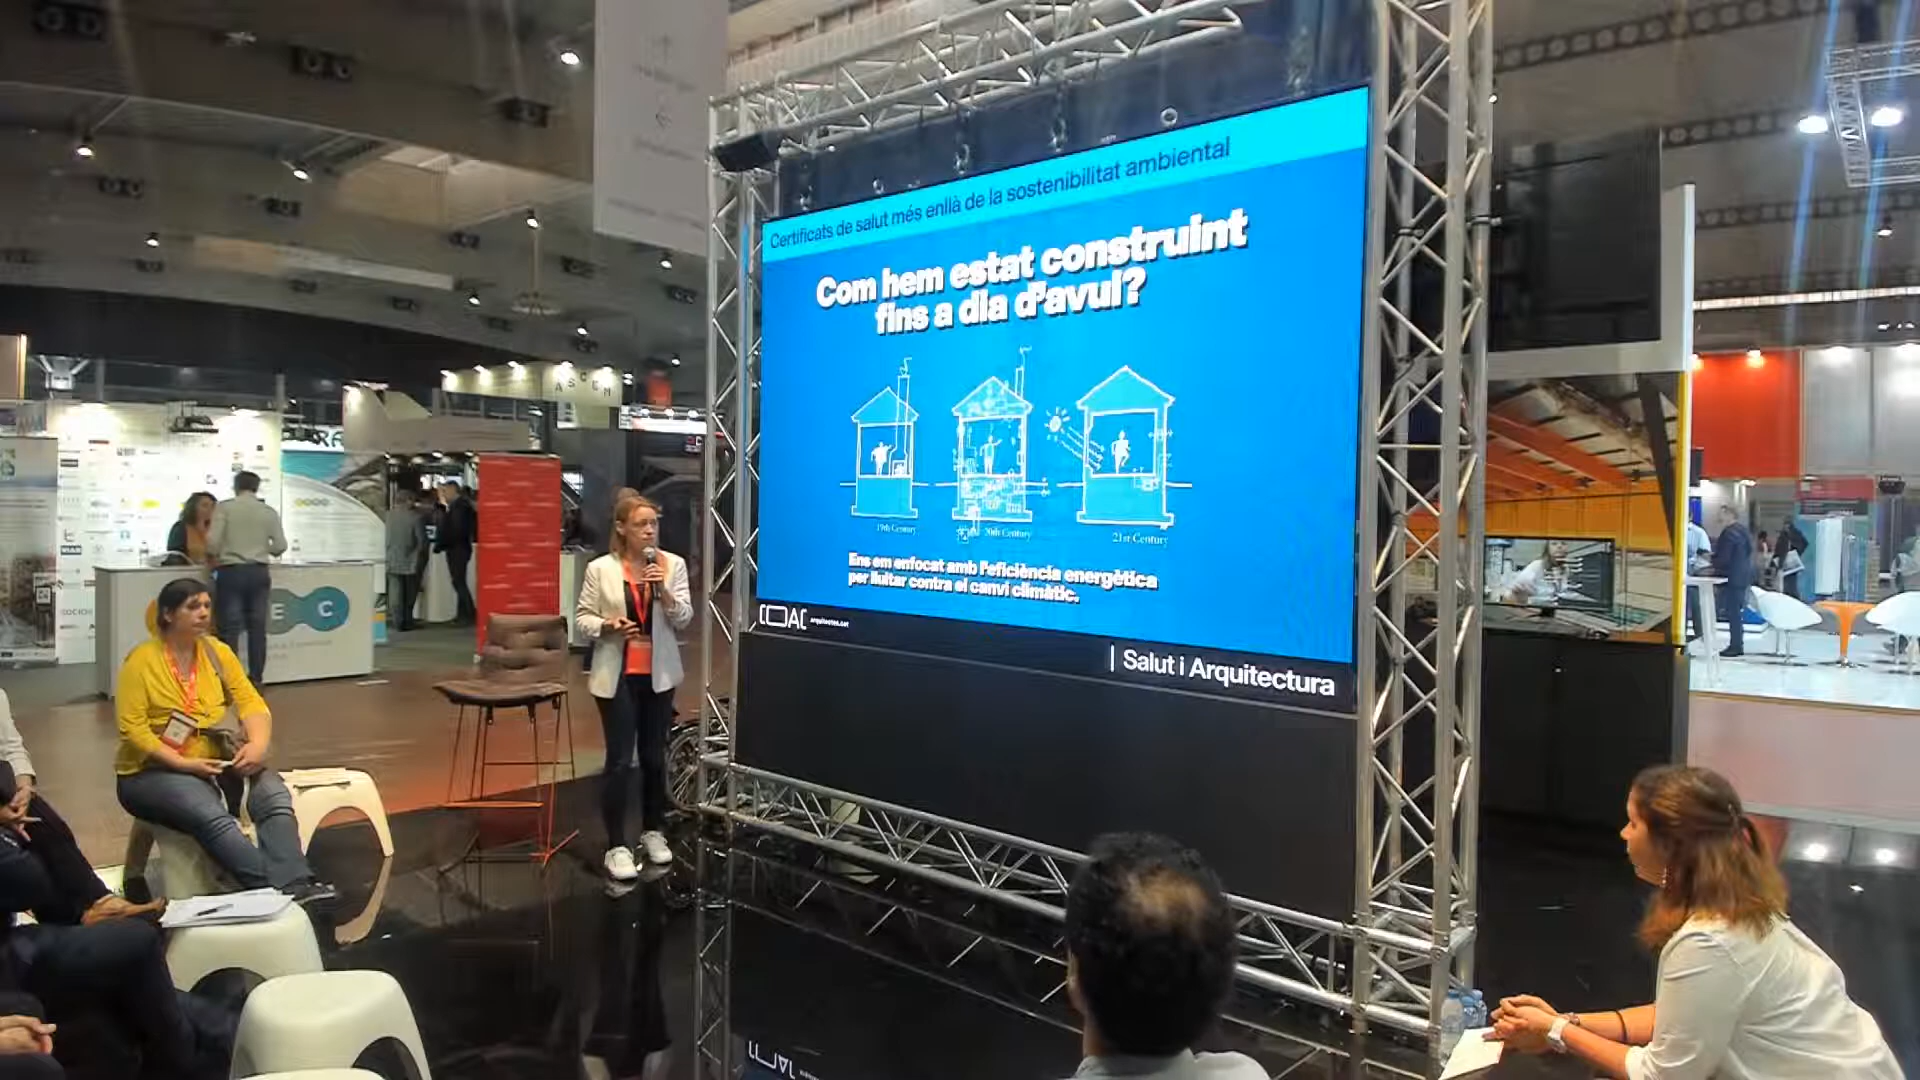 Certificats de salut més enllà de la sostenibilitat ambiental
Com hem estat construint
fins a dia d'avui?
19th Century
20th Century
21st Century
Ens em enfocat amb l'eficiència energètica
per lluitar contra el canvi climàtic.
COAC arquitectes.cat
| Salut i Arquitectura
ASCEM
E C